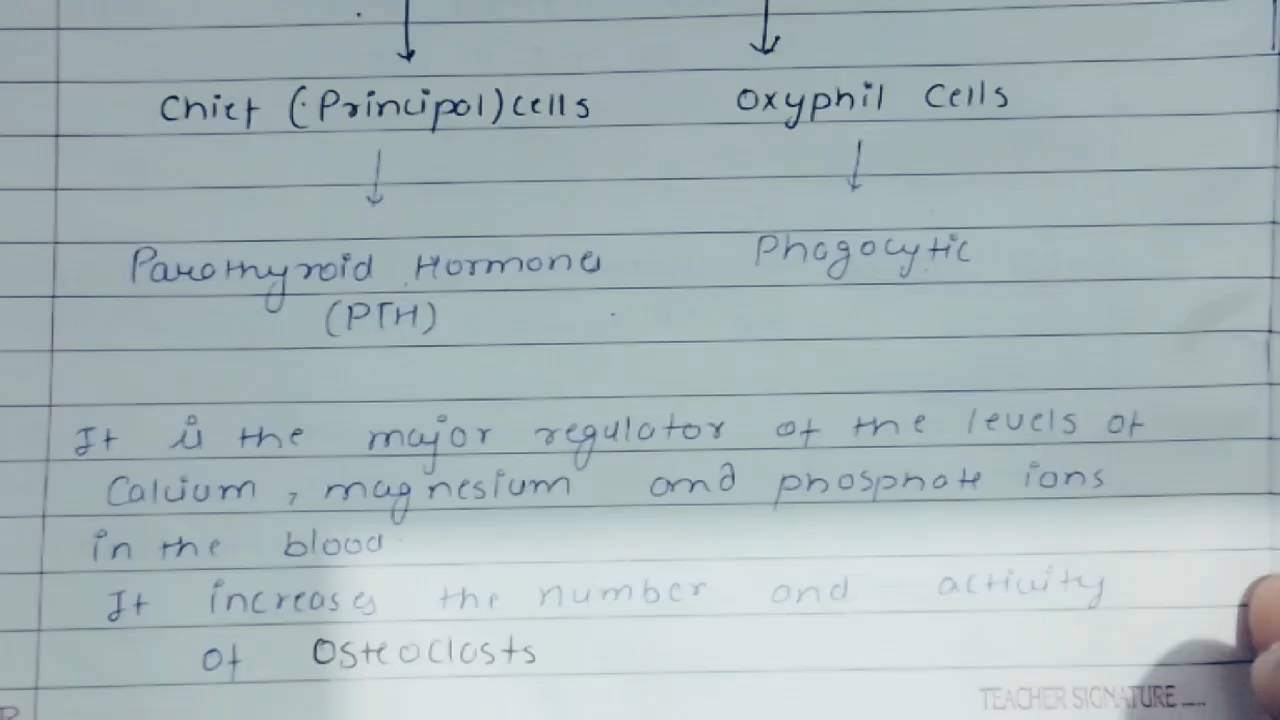 Chief (Principal) cells
Oxyphil Cells
Parathyroid Hormone
(PTH)
Phagocytic
It is the major regulator of the levels of
Calcium, magnesium and phosphate ions
in the blood
It increases the number and activity
of Osteoclasts
TEACHER SIGNATURE